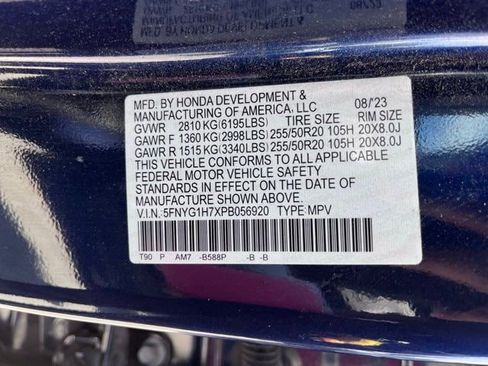 MFD. BY HONDA DEVELOPMENT &
MANUFACTURING OF AMERICA, LLC 08/'23
GVWR 2810 KG(6195LBS) TIRE SIZE RIM SIZE
GAWR F 1360 KG(2998LBS) 255/50R20 105H 20X8.0J
GAWR R 1515 KG(3340LBS) 255/50R20 105H 20X8.0J
THIS VEHICLE CONFORMS TO ALL APPLICABLE
FEDERAL MOTOR VEHICLE SAFETY
STANDARDS IN EFFECT ON THE DATE OF
MANUFACTURE SHOWN ABOVE.
V.I.N.:5FNYG1H7XPB056920 TYPE:MPV
T90 P AM7 -B588P -B -B